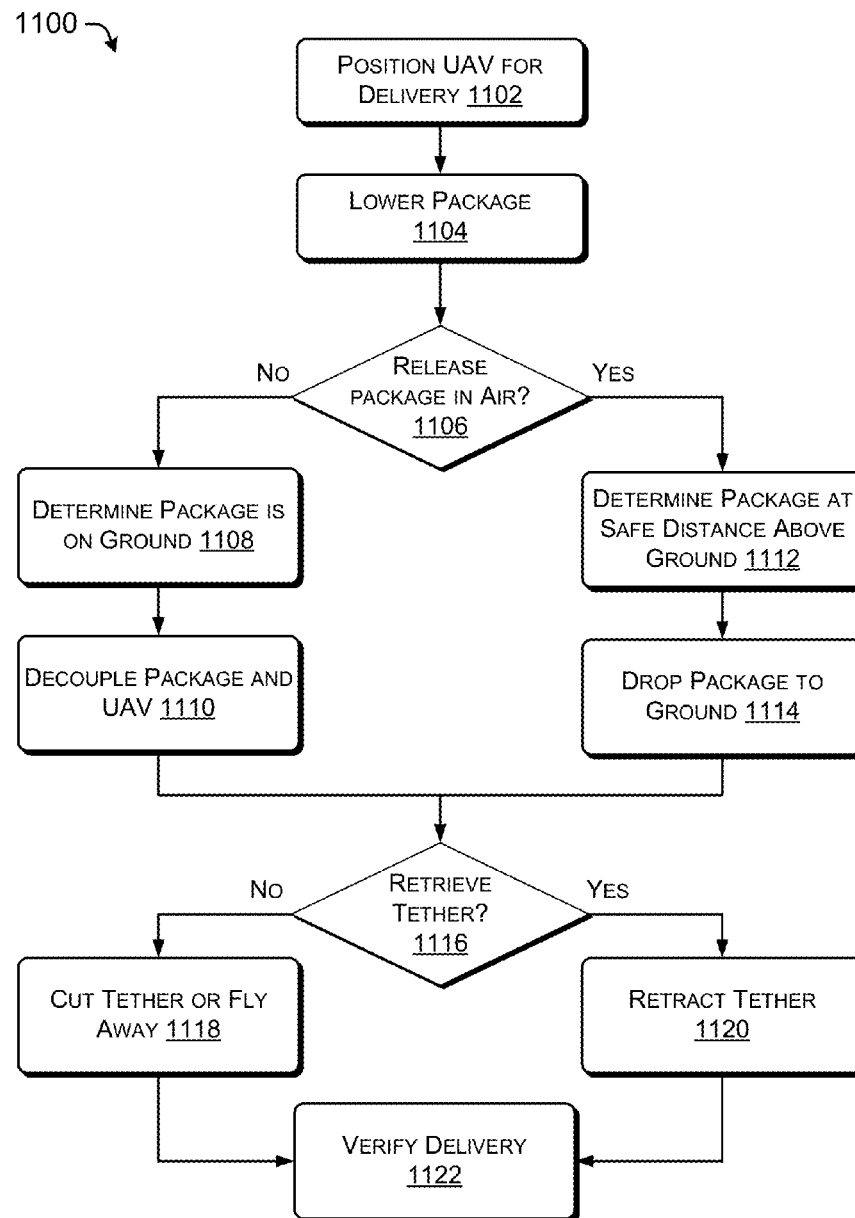 1100
POSITION UAV FOR
DELIVERY 1102
LOWER PACKAGE
1104
NO
RELEASE
PACKAGE IN AIR?
1106
YES
DETERMINE PACKAGE IS
ON GROUND 1108
DETERMINE PACKAGE AT
SAFE DISTANCE ABOVE
GROUND 1112
DECOUPLE PACKAGE AND
UAV 1110
DROP PACKAGE TO
GROUND 1114
NO
RETRIEVE
TETHER?
1116
YES
CUT TETHER OR FLY
AWAY 1118
RETRACT TETHER
1120
VERIFY DELIVERY
1122